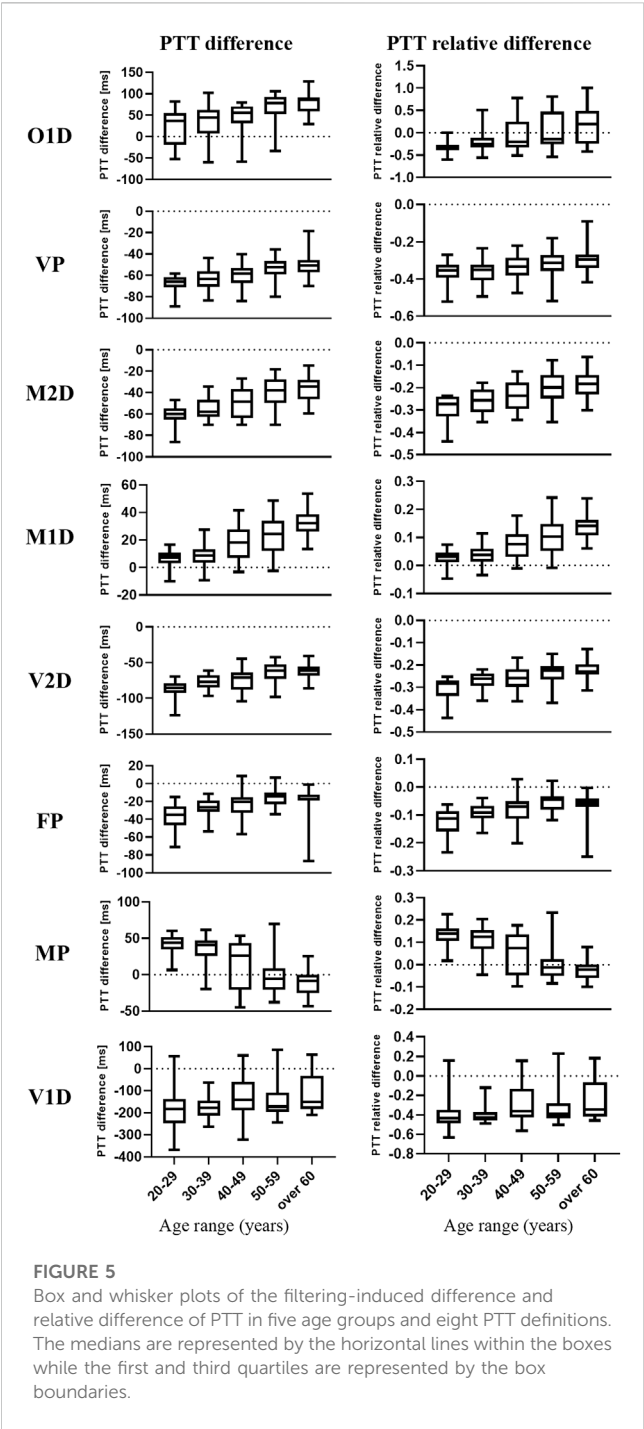 PTT difference
PTT relative difference
O1D
PTT difference [ms]
150
100
50
0
-50
-100
PTT relative difference
1.5
1.0
0.5
0.0
-0.5
-1.0
VP
PTT difference [ms]
0
-20
-40
-60
-80
-100
PTT relative difference
0.0
-0.2
-0.4
-0.6
M2D
PTT difference [ms]
0
-20
-40
-60
-80
-100
PTT relative difference
0.0
-0.1
-0.2
-0.3
-0.4
-0.5
M1D
PTT difference [ms]
60
40
20
0
-20
PTT relative difference
0.3
0.2
0.1
0.0
-0.1
V2D
PTT difference [ms]
0
-50
-100
-150
PTT relative difference
0.0
-0.1
-0.2
-0.3
-0.4
-0.5
FP
PTT difference [ms]
20
0
-20
-40
-60
-80
-100
PTT relative difference
0.1
0.0
-0.1
-0.2
-0.3
MP
PTT difference [ms]
100
50
0
-50
PTT relative difference
0.3
0.2
0.1
0.0
-0.1
-0.2
V1D
PTT difference [ms]
100
0
-100
-200
-300
-400
PTT relative difference
0.4
0.2
0.0
-0.2
-0.4
-0.6
-0.8
20-29
30-39
40-49
50-59
over 60
20-29
30-39
40-49
50-59
over 60
Age range (years)
Age range (years)
FIGURE 5
Box and whisker plots of the filtering-induced difference and
relative difference of PTT in five age groups and eight PTT definitions.
The medians are represented by the horizontal lines within the boxes
while the first and third quartiles are represented by the box
boundaries.